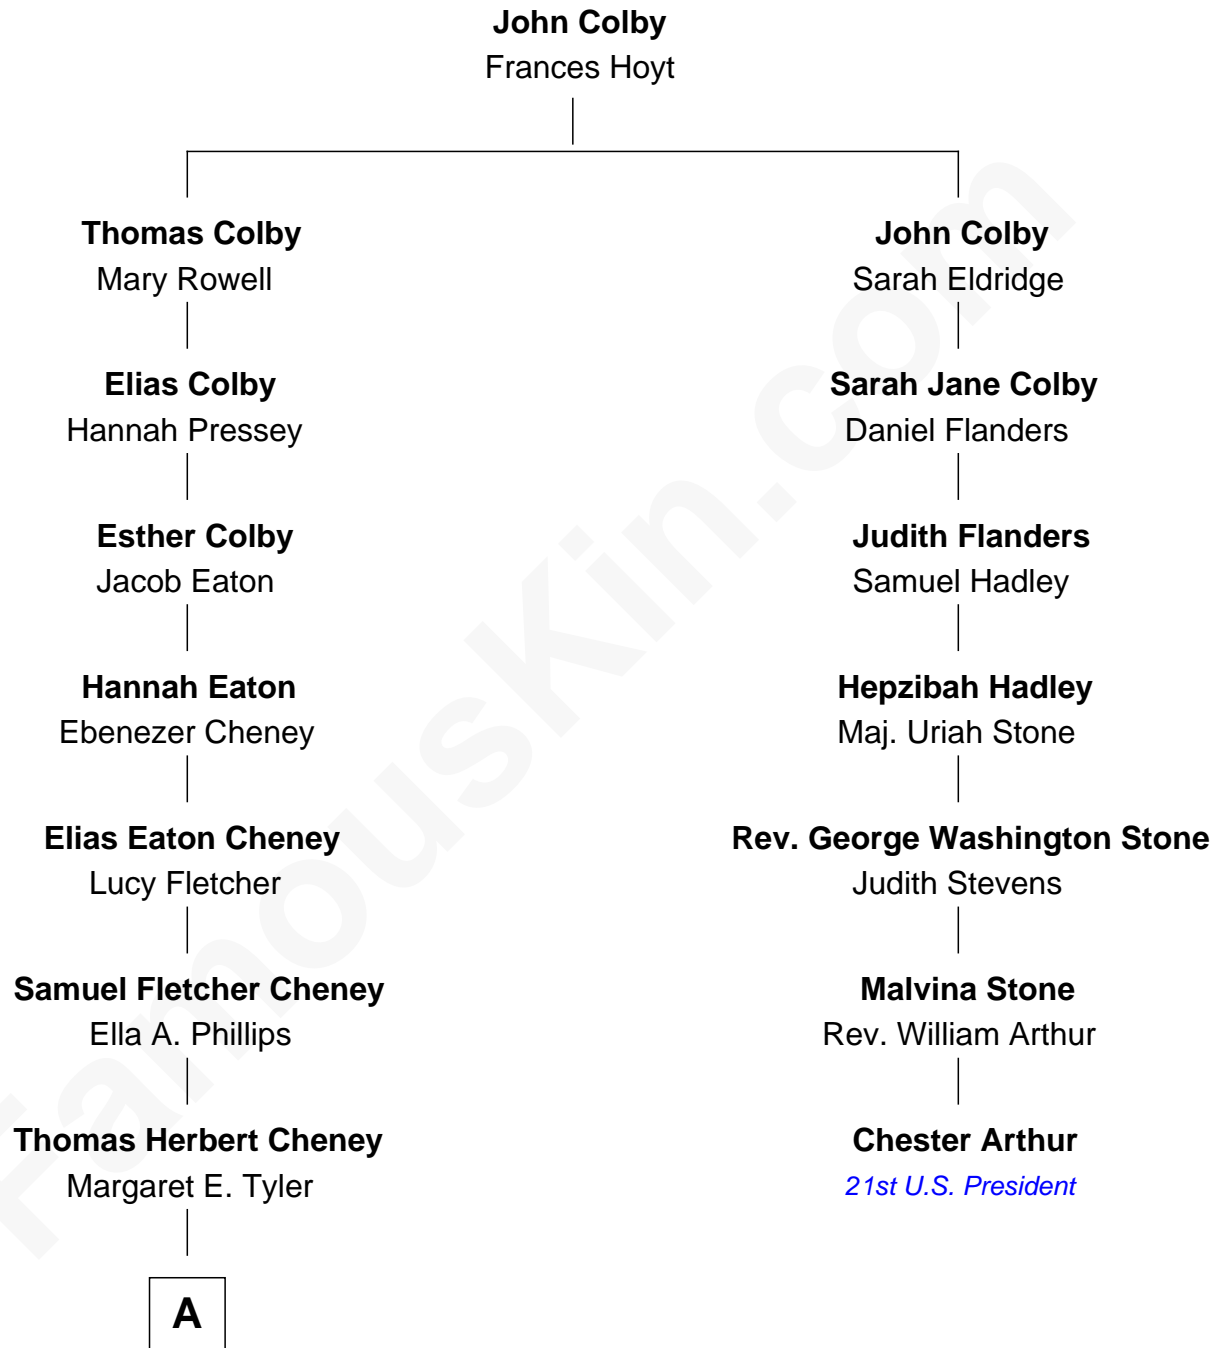 John Colby
Frances Hoyt
Thomas Colby
Mary Rowell
John Colby
Sarah Eldridge
Elias Colby
Hannah Pressey
Sarah Jane Colby
Daniel Flanders
Esther Colby
Jacob Eaton
Judith Flanders
Samuel Hadley
Hannah Eaton
Ebenezer Cheney
Hepzibah Hadley
Maj. Uriah Stone
Elias Eaton Cheney
Lucy Fletcher
Rev. George Washington Stone
Judith Stevens
Samuel Fletcher Cheney
Ella A. Phillips
Malvina Stone
Rev. William Arthur
Thomas Herbert Cheney
Margaret E. Tyler
Chester Arthur
21st U.S. President
A
FamousKin.com